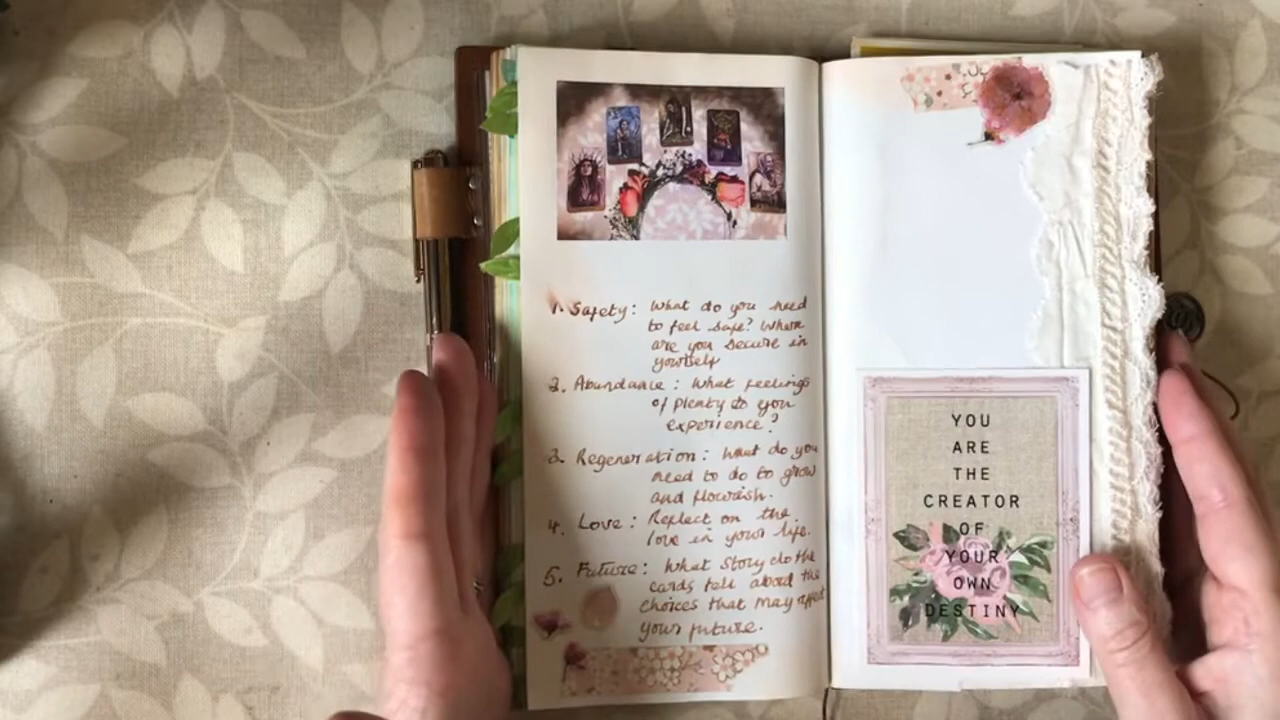 1. Safety: What do you need
to feel safe? Where
are you secure in
yourself
2. Abundance: What feelings
of plenty do you
experience?
3. Regeneration: What do you
need to do to grow
and flourish.
4. Love: Reflect on the
love in your life.
5. Future: What story do the
cards tell about the
choices that may affect
your future.
YOU
ARE
THE
CREATOR
OF
YOUR
OWN
DESTINY